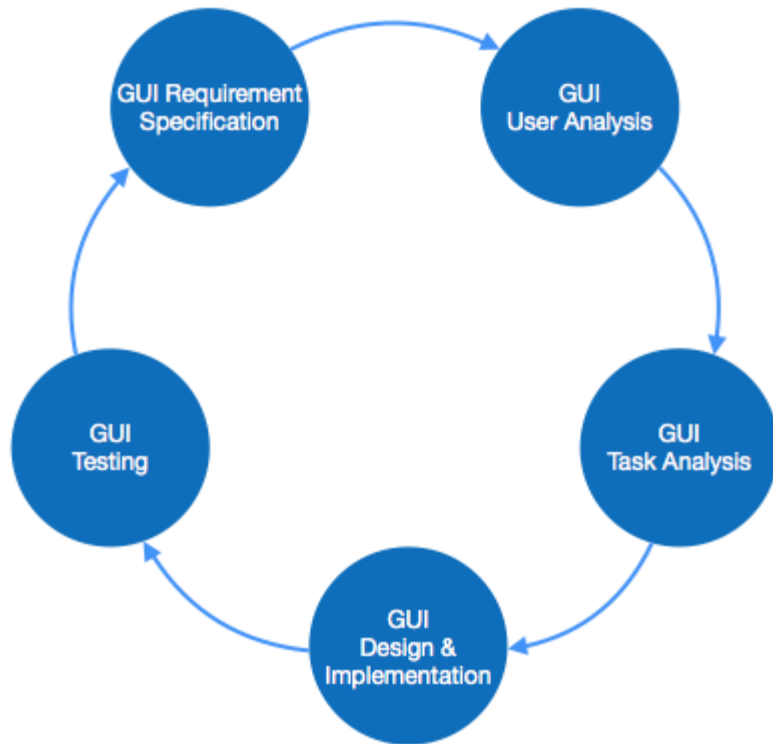 GUI Requirement
Specification
GUI
User Analysis
GUI
Task Analysis
GUI
Design &
Implementation
GUI
Testing